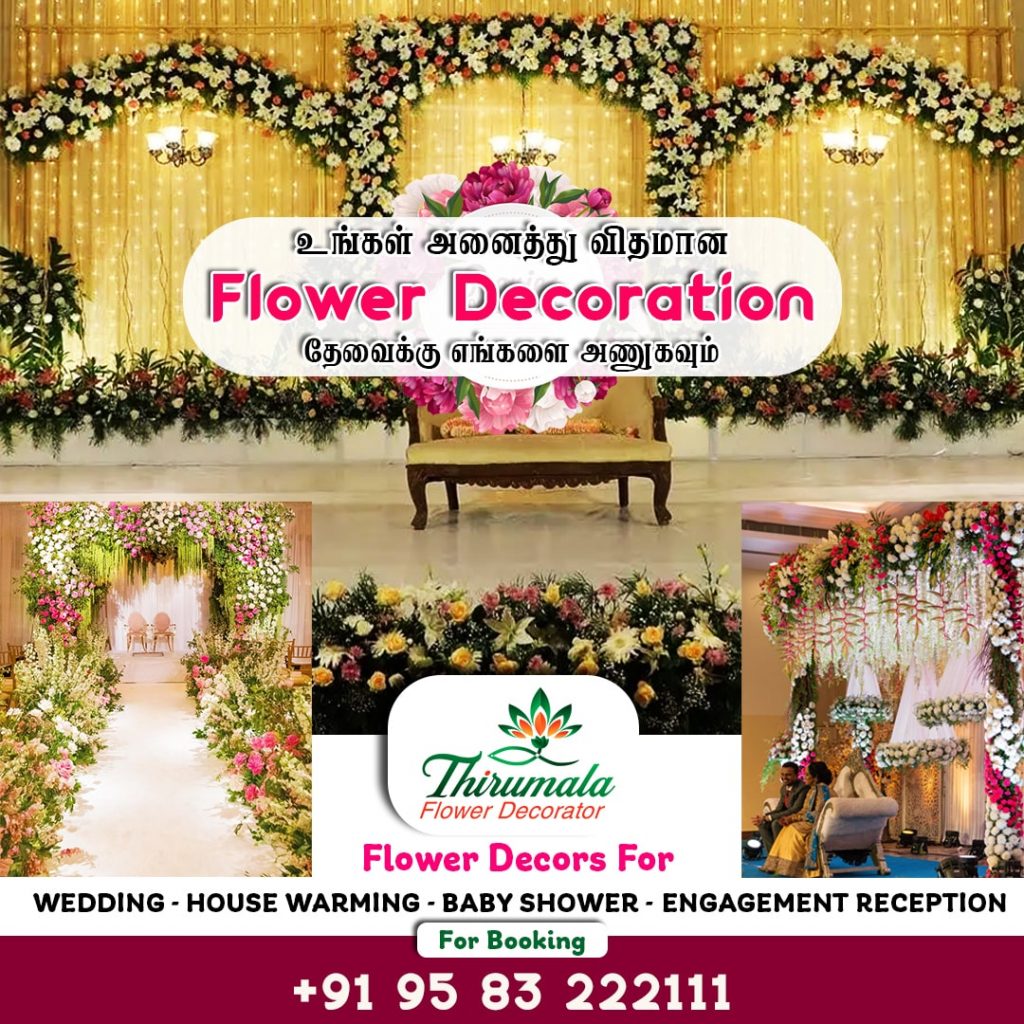 உங்கள் அனைத்து விதமான
Flower Decoration
தேவைக்கு எங்களை அணுகவும்
Thirumala
Flower Decorator
Flower Decors For
WEDDING - HOUSE WARMING - BABY SHOWER - ENGAGEMENT RECEPTION
For Booking
+91 95 83 222111